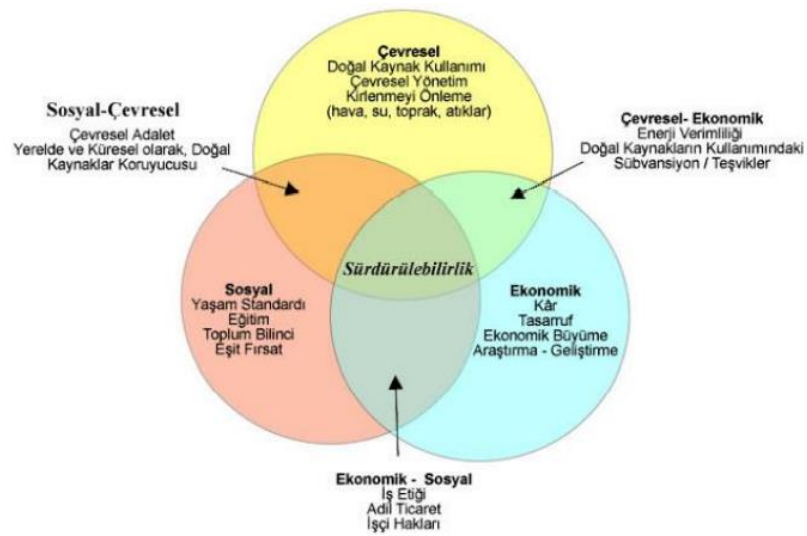 Çevresel
Doğal Kaynak Kullanımı
Çevresel Yönetim
Kirlenmeyi Önleme
(hava, su, toprak, atıklar)
Sosyal-Çevresel
Çevresel Adalet
Yerelde ve Küresel olarak, Doğal
Kaynaklar Koruyucusu
Çevresel- Ekonomik
Enerji Verimliliği
Doğal Kaynakların Kullanımındaki
Sübvansiyon / Teşvikler
Sürdürülebilirlik
Sosyal
Yaşam Standardı
Eğitim
Toplum Bilinci
Eşit Fırsat
Ekonomik
Kâr
Tasarruf
Ekonomik Büyüme
Araştırma - Geliştirme
Ekonomik - Sosyal
İş Etiği
Adil Ticaret
İşçi Hakları